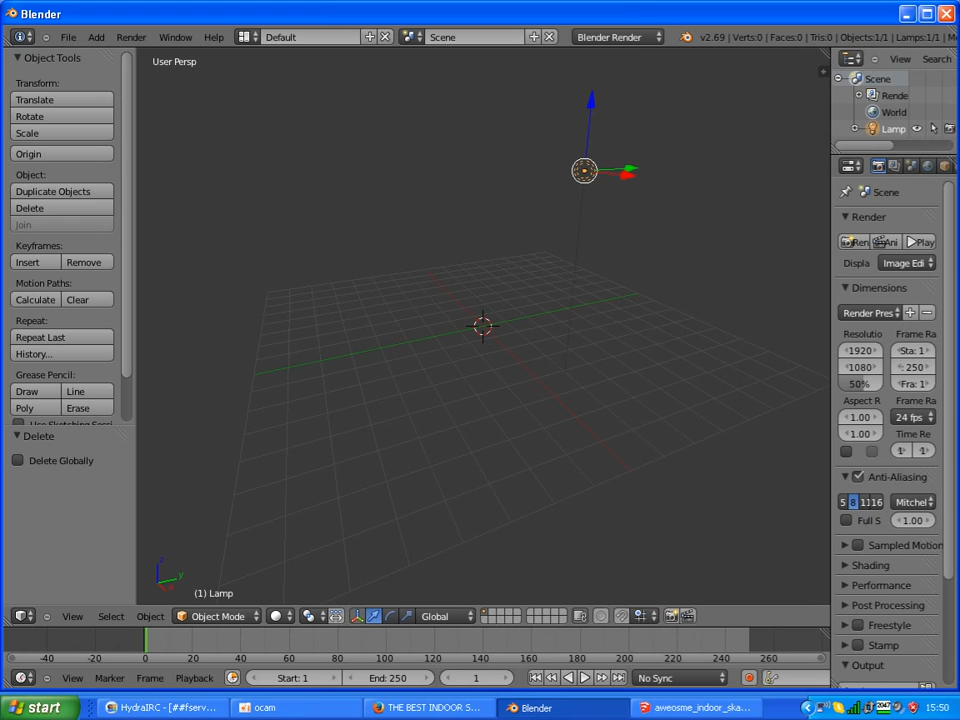 Blender
File Add Render Window Help Default Scene Blender Render v2.69 | Verts:0 | Faces:0 | Tris:0 | Objects:1/1 | Lamps:1/1 |
Object Tools
Transform:
Translate
Rotate
Scale
Origin
Object:
Duplicate Objects
Delete
Join
Keyframes:
Insert Remove
Motion Paths:
Calculate Clear
Repeat:
Repeat Last
History...
Grease Pencil:
Draw Line
Poly Erase
Delete
Delete Globally
User Persp
(1) Lamp
View Search
Scene
Rende
World
Lamp
Scene
Render
Ren Ani Play
Displa Image Edi
Dimensions
Render Pres
Resolutio Frame Ra
1920 Sta: 1
1080 : 250
50% Fra: 1
Aspect R Frame Ra
1.00 24 fps
1.00 Time Re
1 1
Anti-Aliasing
5 8 11 16 Mitchel
Full S 1.00
Sampled Motion
Shading
Performance
Post Processing
Freestyle
Stamp
Output
View Select Object Object Mode Global
-40 -20 0 20 40 60 80 100 120 140 160 180 200 220 240 260
View Marker Frame Playback Start: 1 End: 250 1 No Sync
start HydraIRC - [##fserv... ocam THE BEST INDOOR S... Blender aweosme_indoor_ska... 2047 15:50